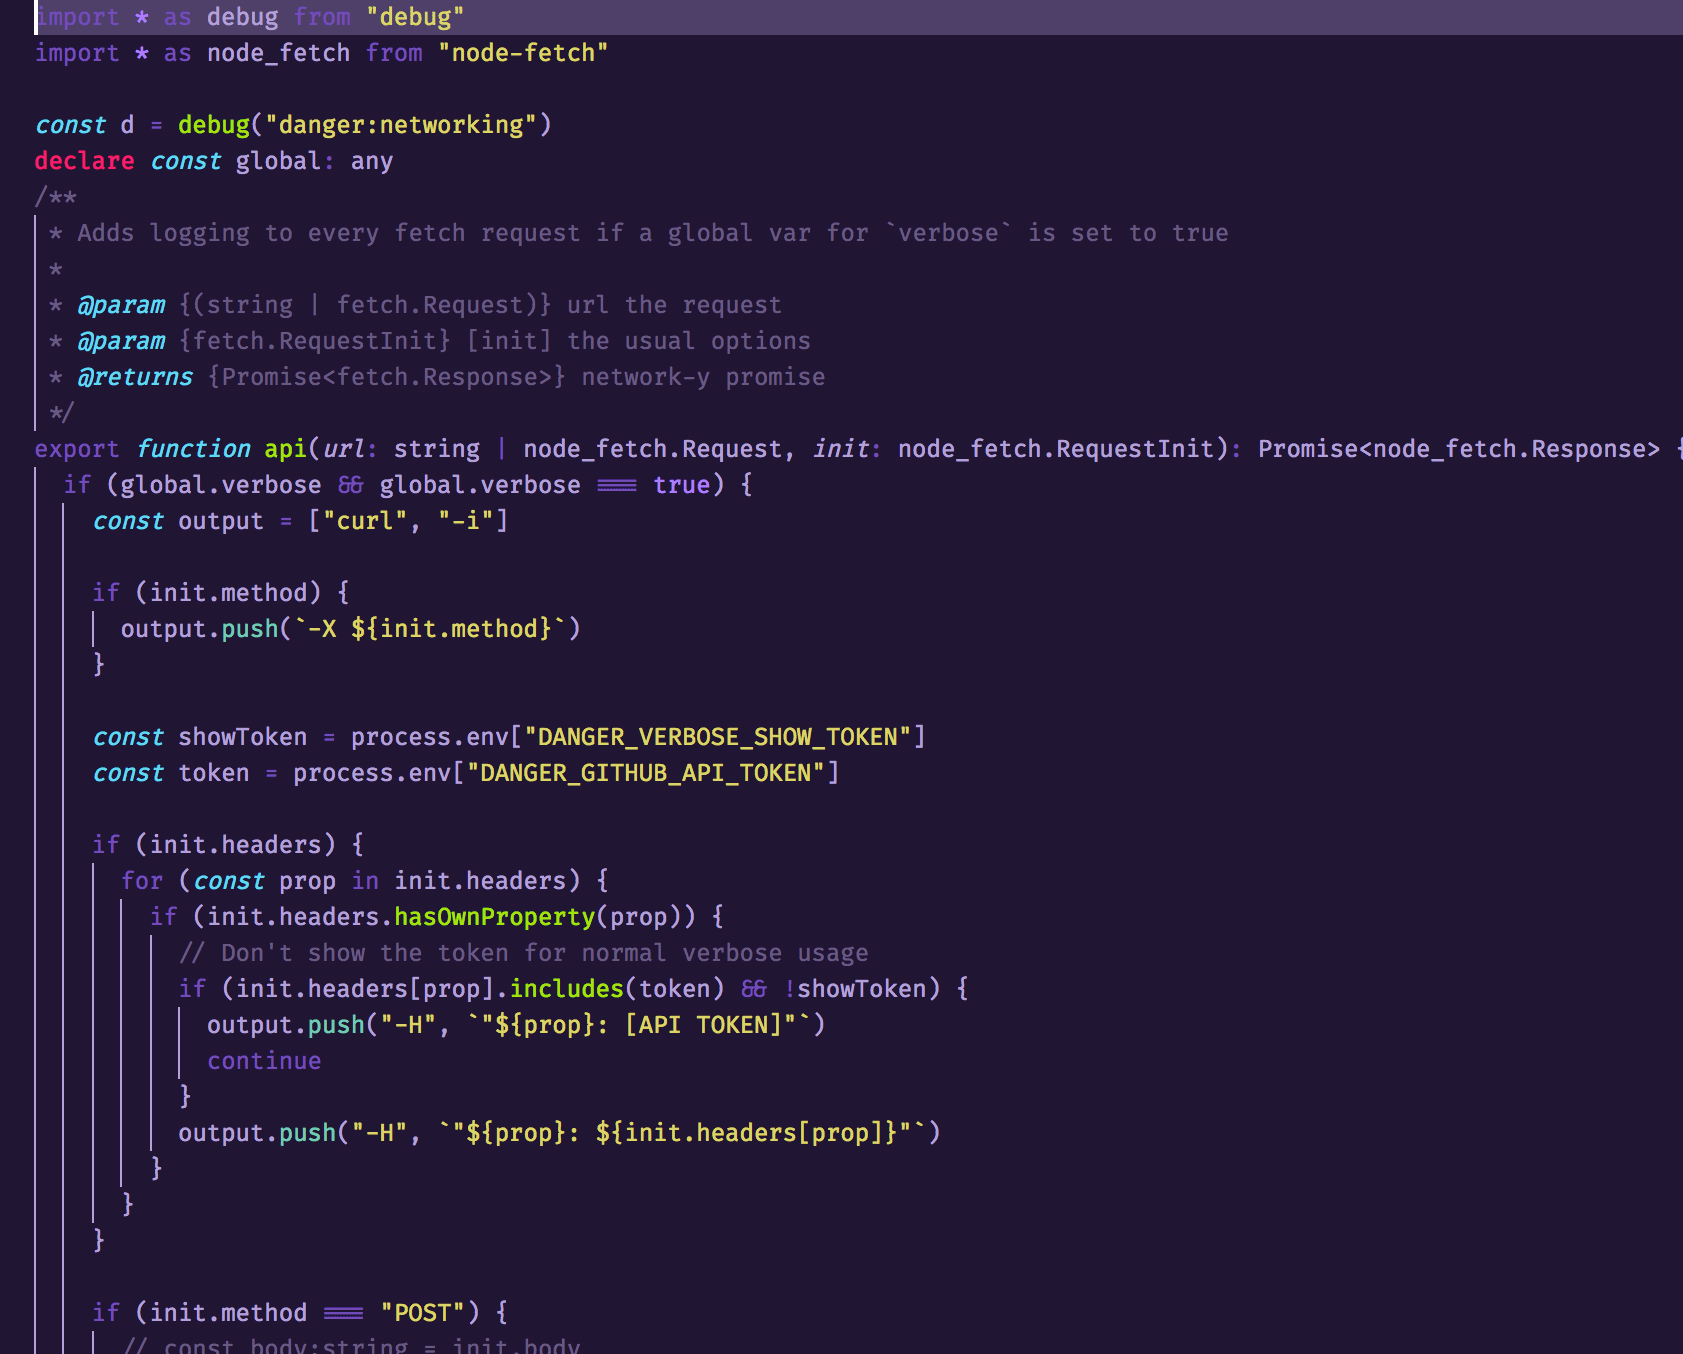 import * as debug from "debug"
import * as node_fetch from "node-fetch"
const d = debug("danger:networking")
declare const global: any
/**
* Adds logging to every fetch request if a global var for `verbose` is set to true
*
* @param {(string | fetch.Request)} url the request
* @param {fetch.RequestInit} [init] the usual options
* @returns {Promise<fetch.Response>} network-y promise
*/
export function api(url: string | node_fetch.Request, init: node_fetch.RequestInit): Promise<node_fetch.Response> {
if (global.verbose && global.verbose === true) {
const output = ["curl", "-i"]
if (init.method) {
output.push(`-X ${init.method}`)
}
const showToken = process.env["DANGER_VERBOSE_SHOW_TOKEN"]
const token = process.env["DANGER_GITHUB_API_TOKEN"]
if (init.headers) {
for (const prop in init.headers) {
if (init.headers.hasOwnProperty(prop)) {
// Don't show the token for normal verbose usage
if (init.headers[prop].includes(token) && !showToken) {
output.push("-H", `"${prop}: [API TOKEN]"`)
continue
}
output.push("-H", `"${prop}: ${init.headers[prop]}"`)
}
}
}
if (init.method === "POST") {
// const body:string = init.body